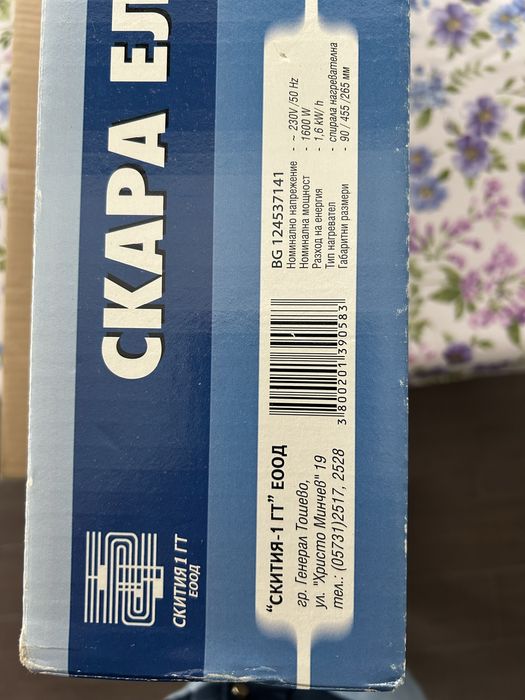 СКАРА ЕЛ
СКИТИЯ 1 ГТ
ЕООД
"СКИТИЯ-1 ГТ" ЕООД
гр. Генерал Тошево,
ул. "Христо Минчев" 19
тел.: (05731)2517, 2528
3 800201 390583
BG 124537141
Номинално напрежение - ~ 230V /50 Hz
Номинална мощност - 1600 W
Разход на енергия - 1,6 kW/ h
Тип нагревател - спирала нагревателна
Габаритни размери - 90 / 455 /265 мм